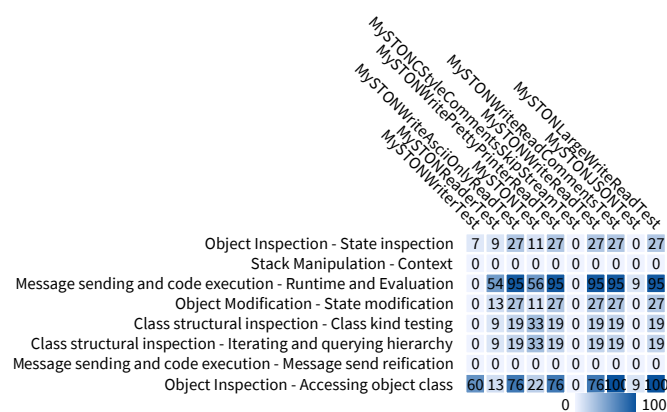 MySTONWriterTest
MySTONReaderTest
MySTONWriteAsciiOnlyReadTest
MySTONTest
MySTONWritePrettyPrinterReadTest
MySTONCStyleCommentsSkipStreamTest
MySTONWriteReadTest
MySTONWriteReadCommentsTest
MySTONJSONTest
MySTONLargeWriteReadTest
Object Inspection - State inspection 7 9 27 11 27 0 27 27 0 27
Stack Manipulation - Context 0 0 0 0 0 0 0 0 0 0
Message sending and code execution - Runtime and Evaluation 0 54 95 56 95 0 95 95 9 95
Object Modification - State modification 0 13 27 11 27 0 27 27 0 27
Class structural inspection - Class kind testing 0 9 19 33 19 0 19 19 0 19
Class structural inspection - Iterating and querying hierarchy 0 9 19 33 19 0 19 19 0 19
Message sending and code execution - Message send reification 0 0 0 0 0 0 0 0 0 0
Object Inspection - Accessing object class 60 13 76 22 76 0 76 100 9 100
0 100